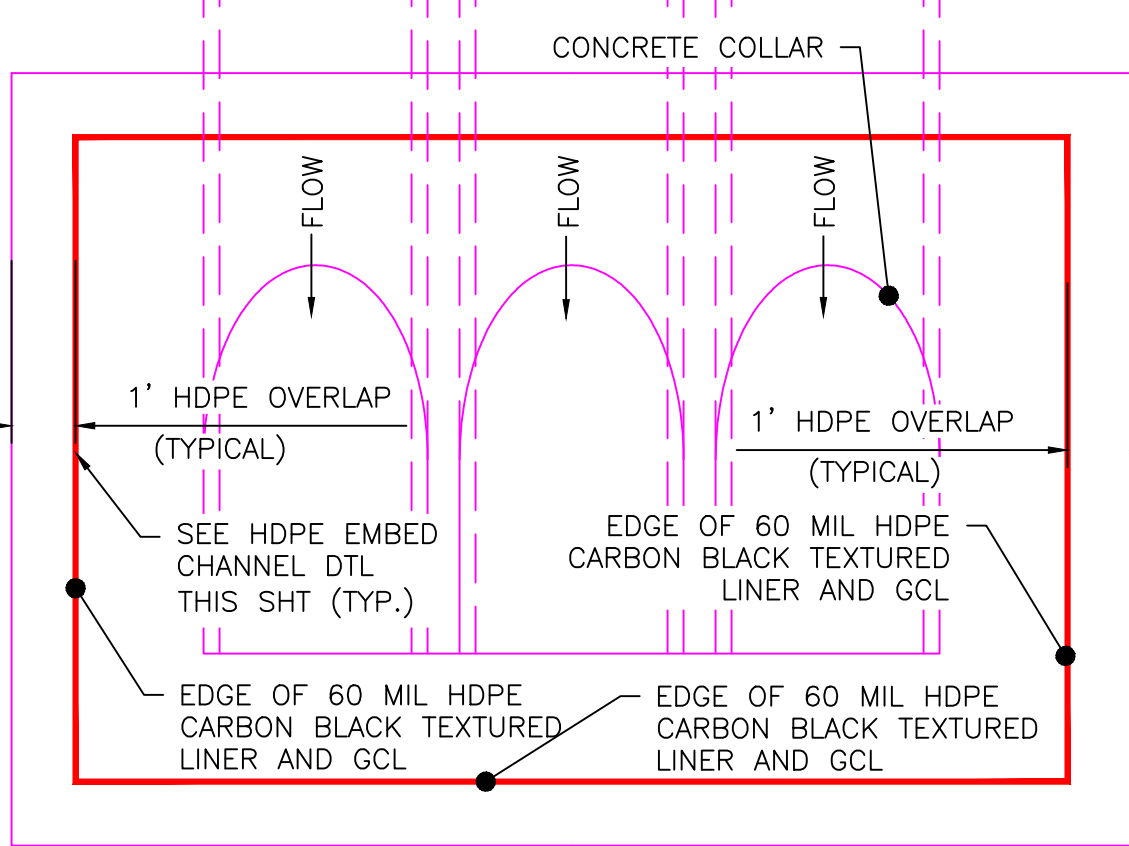 CONCRETE COLLAR
FLOW
FLOW
FLOW
1' HDPE OVERLAP
(TYPICAL)
1' HDPE OVERLAP
(TYPICAL)
SEE HDPE EMBED
CHANNEL DTL
THIS SHT (TYP.)
EDGE OF 60 MIL HDPE
CARBON BLACK TEXTURED
LINER AND GCL
EDGE OF 60 MIL HDPE
CARBON BLACK TEXTURED
LINER AND GCL
EDGE OF 60 MIL HDPE
CARBON BLACK TEXTURED
LINER AND GCL